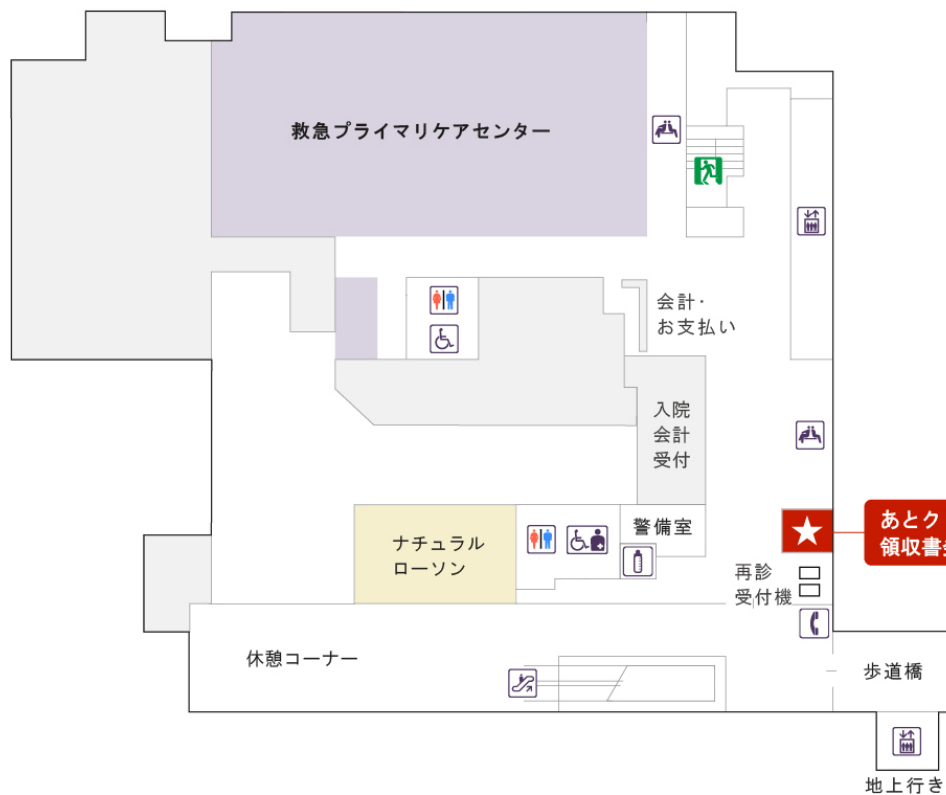 救急プライマリケアセンター
会計・
お支払い
入院
会計
受付
警備室
ナチュラル
ローソン
あとク
領収書
再診
受付機
休憩コーナー
歩道橋
地上行き